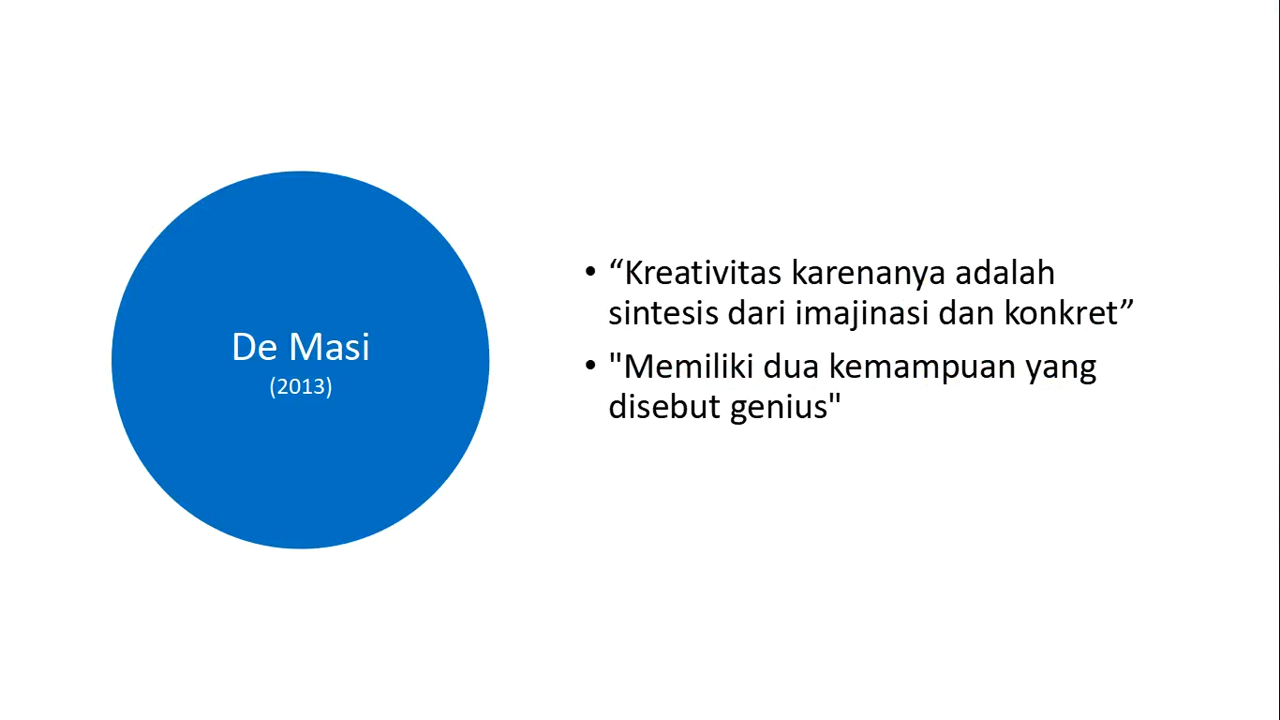 De Masi
(2013)
• “Kreativitas karenanya adalah
sintesis dari imajinasi dan konkret”
• "Memiliki dua kemampuan yang
disebut genius"